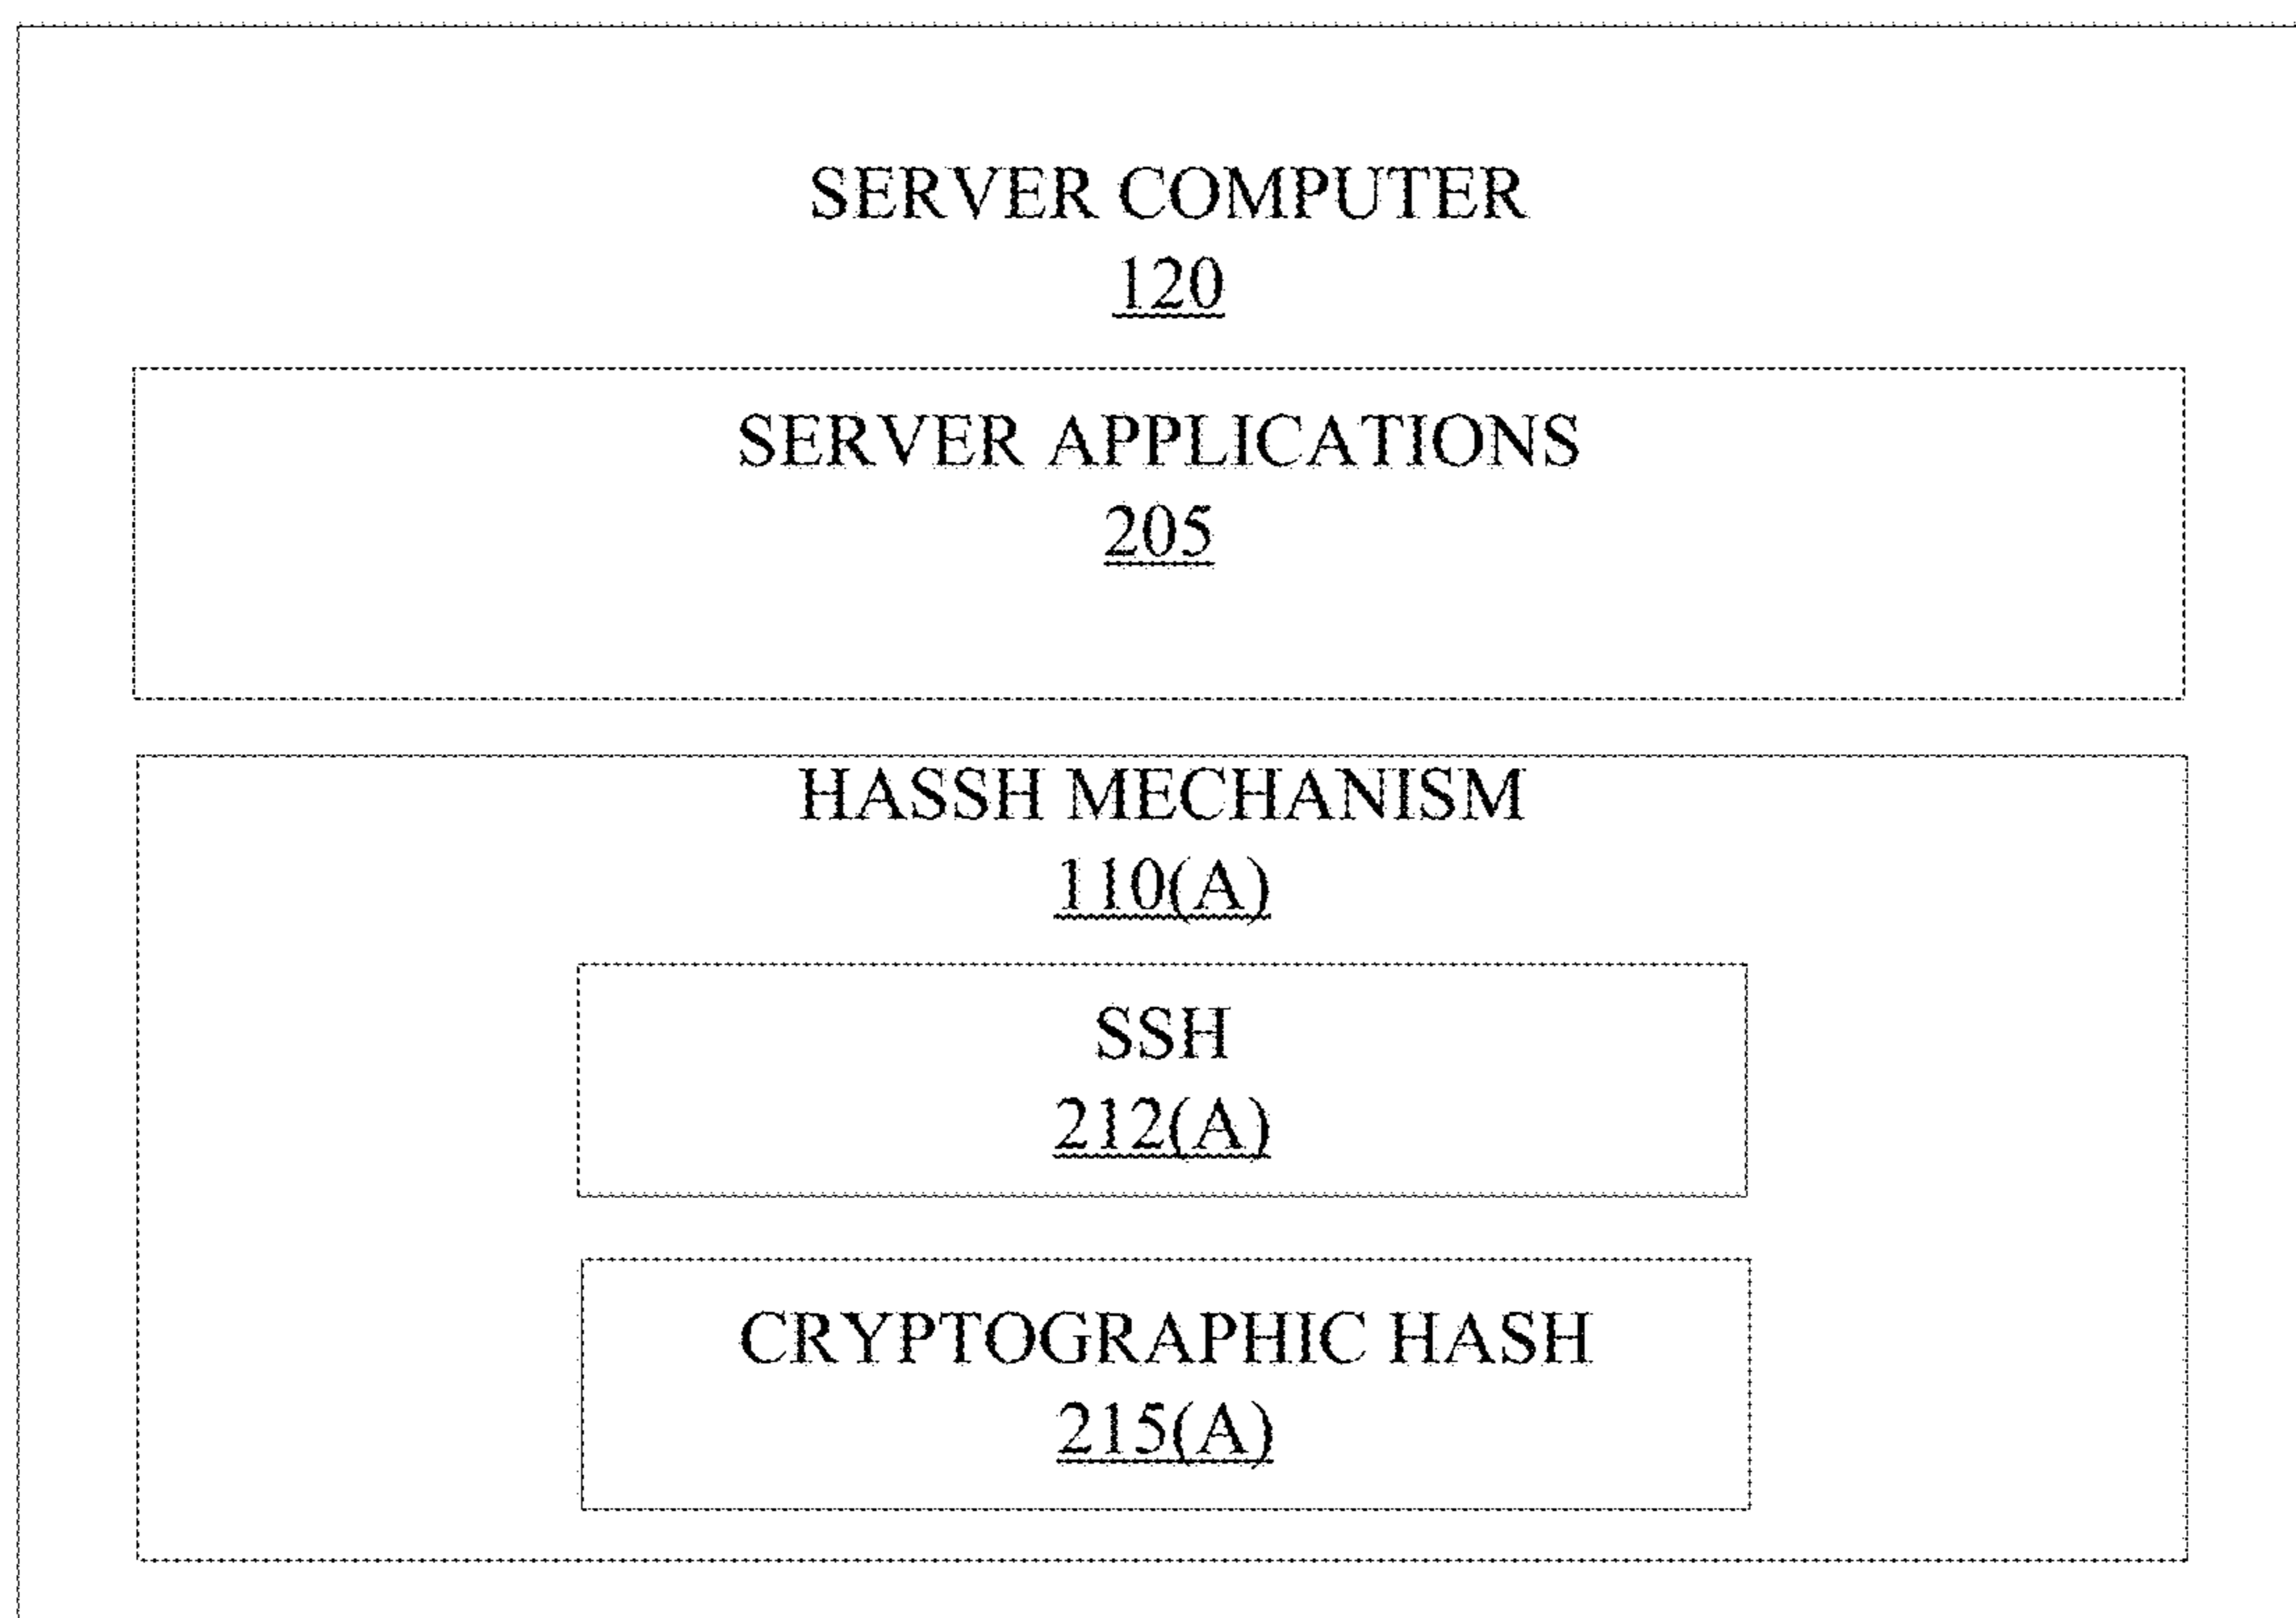 SERVER COMPUTER
120
SERVER APPLICATIONS
205
HASSH MECHANISM
110(A)
SSH
212(A)
CRYPTOGRAPHIC HASH
215(A)